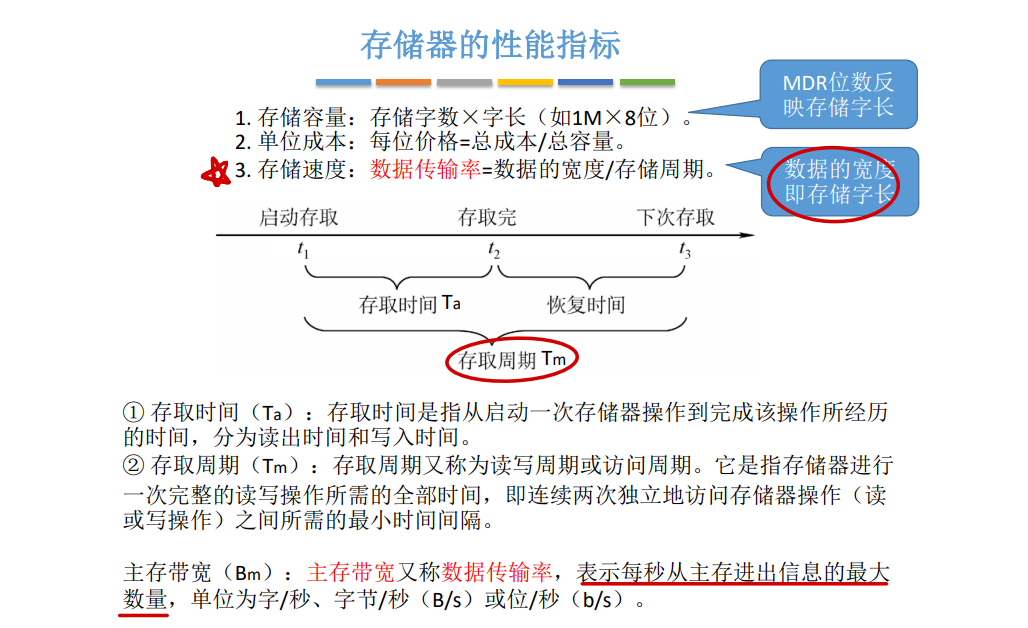 存储器的性能指标
MDR位数反
映存储字长
1. 存储容量：存储字数×字长（如1M×8位）。
2. 单位成本：每位价格=总成本/总容量。
3. 存储速度：数据传输率=数据的宽度/存储周期。
数据的宽度
即存储字长
启动存取 存取完 下次存取
t1 t2 t3
存取时间 Ta 恢复时间
存取周期 Tm
① 存取时间（Ta）：存取时间是指从启动一次存储器操作到完成该操作所经历
的时间，分为读出时间和写入时间。
② 存取周期（Tm）：存取周期又称为读写周期或访问周期。它是指存储器进行
一次完整的读写操作所需的全部时间，即连续两次独立地访问存储器操作（读
或写操作）之间所需的最小时间间隔。
主存带宽（Bm）：主存带宽又称数据传输率，表示每秒从主存进出信息的最大
数量，单位为字/秒、字节/秒（B/s）或位/秒（b/s）。